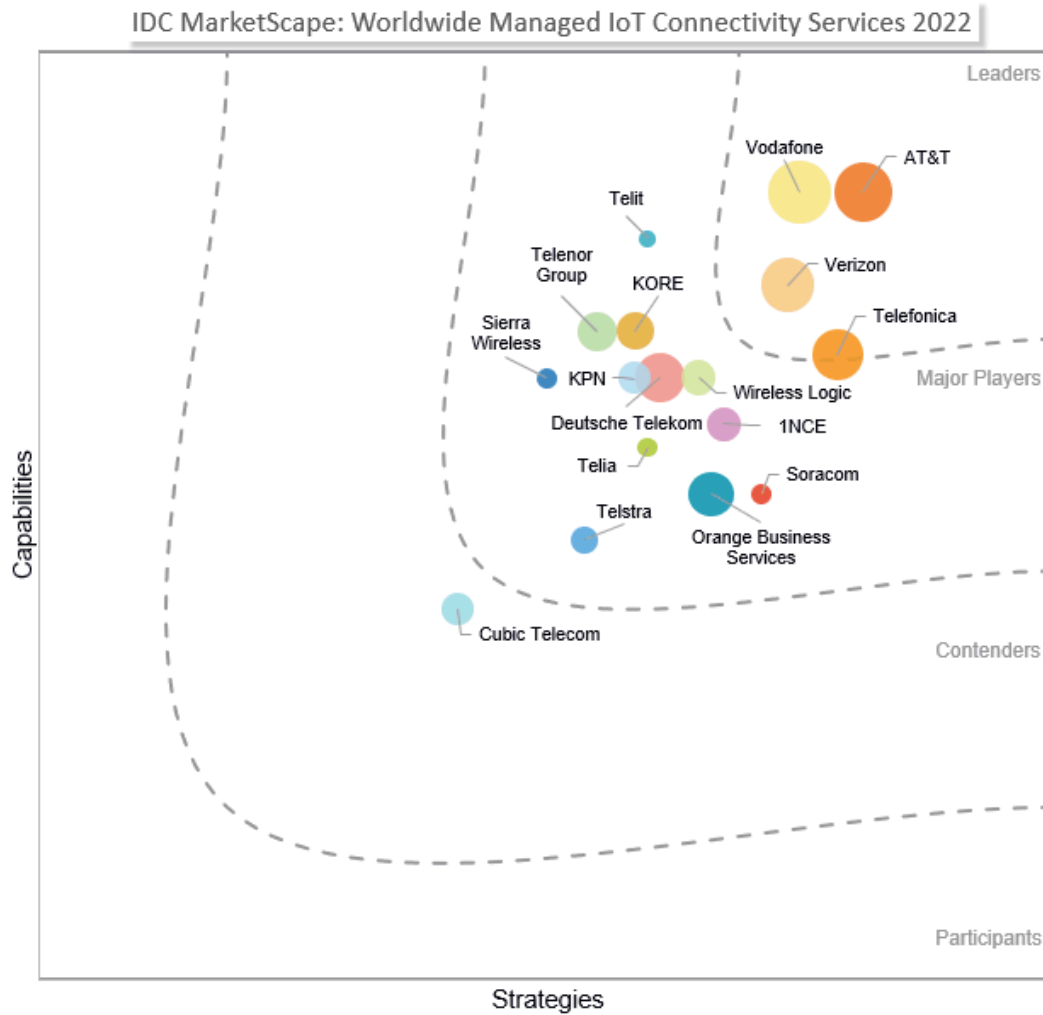 IDC MarketScape: Worldwide Managed IoT Connectivity Services 2022
Leaders
Vodafone
AT&T
Telit
Telenor
Group
KORE
Verizon
Sierra
Wireless
Telefonica
KPN
Major Players
Wireless Logic
Deutsche Telekom
1NCE
Telia
Soracom
Telstra
Orange Business
Services
Capabilities
Cubic Telecom
Contenders
Participants
Strategies